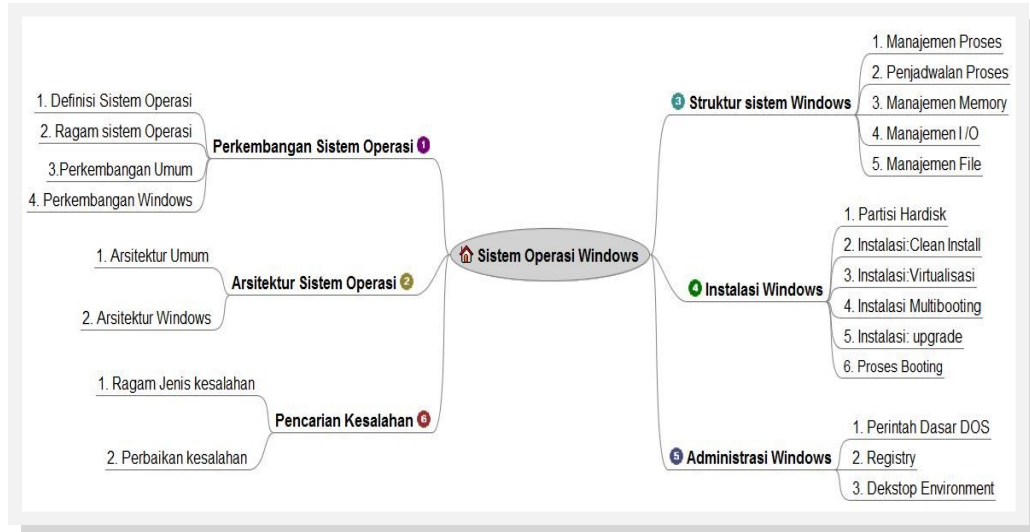 Sistem Operasi Windows
Perkembangan Sistem Operasi 1
1. Definisi Sistem Operasi
2. Ragam sistem Operasi
3.Perkembangan Umum
4. Perkembangan Windows
Arsitektur Sistem Operasi 2
1. Arsitektur Umum
2. Arsitektur Windows
3 Struktur sistem Windows
1. Manajemen Proses
2. Penjadwalan Proses
3. Manajemen Memory
4. Manajemen I /O
5. Manajemen File
4 Instalasi Windows
1. Partisi Hardisk
2. Instalasi:Clean Install
3. Instalasi:Virtualisasi
4. Instalasi Multibooting
5. Instalasi: upgrade
6. Proses Booting
5 Administrasi Windows
1. Perintah Dasar DOS
2. Registry
3. Dekstop Environment
Pencarian Kesalahan 6
1. Ragam Jenis kesalahan
2. Perbaikan kesalahan